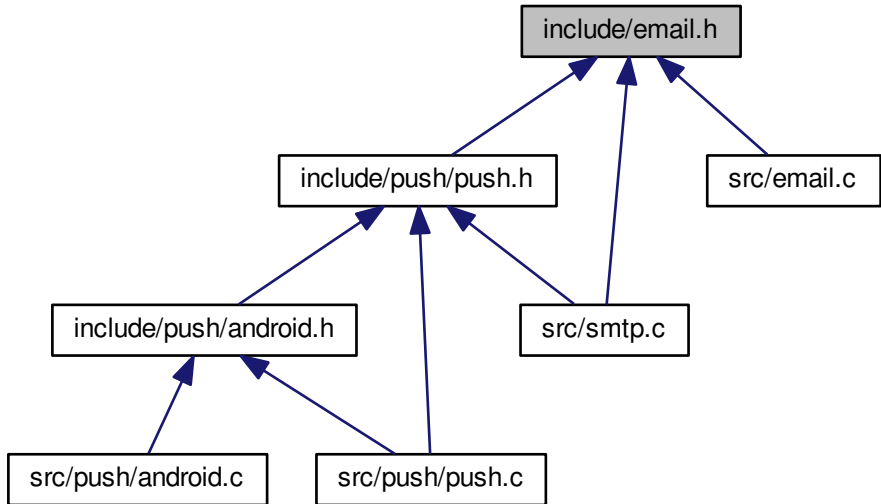 include/email.h
include/push/push.h
src/email.c
include/push/android.h
src/smtp.c
src/push/android.c
src/push/push.c